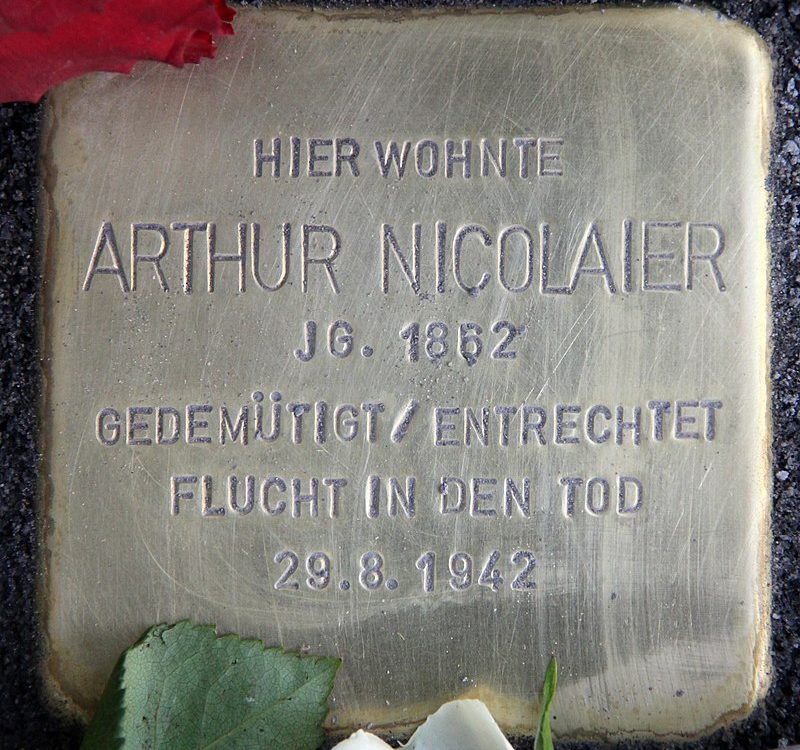 HIER WOHNTE
ARTHUR NICOLAIER
JG. 1862
GEDEMÜTIGT/ENTRECHTET
FLUCHT IN DEN TOD
29.8.1942